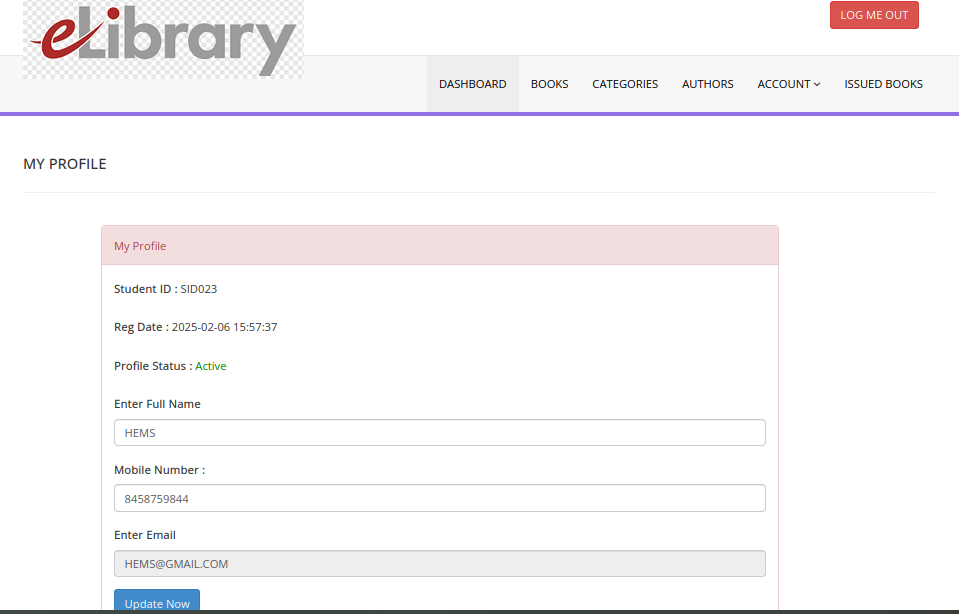 eLibrary
LOG ME OUT
DASHBOARD BOOKS CATEGORIES AUTHORS ACCOUNT ISSUED BOOKS
MY PROFILE
My Profile
Student ID : SID023
Reg Date : 2025-02-06 15:57:37
Profile Status : Active
Enter Full Name
HEMS
Mobile Number :
8458759844
Enter Email
HEMS@GMAIL.COM
Update Now